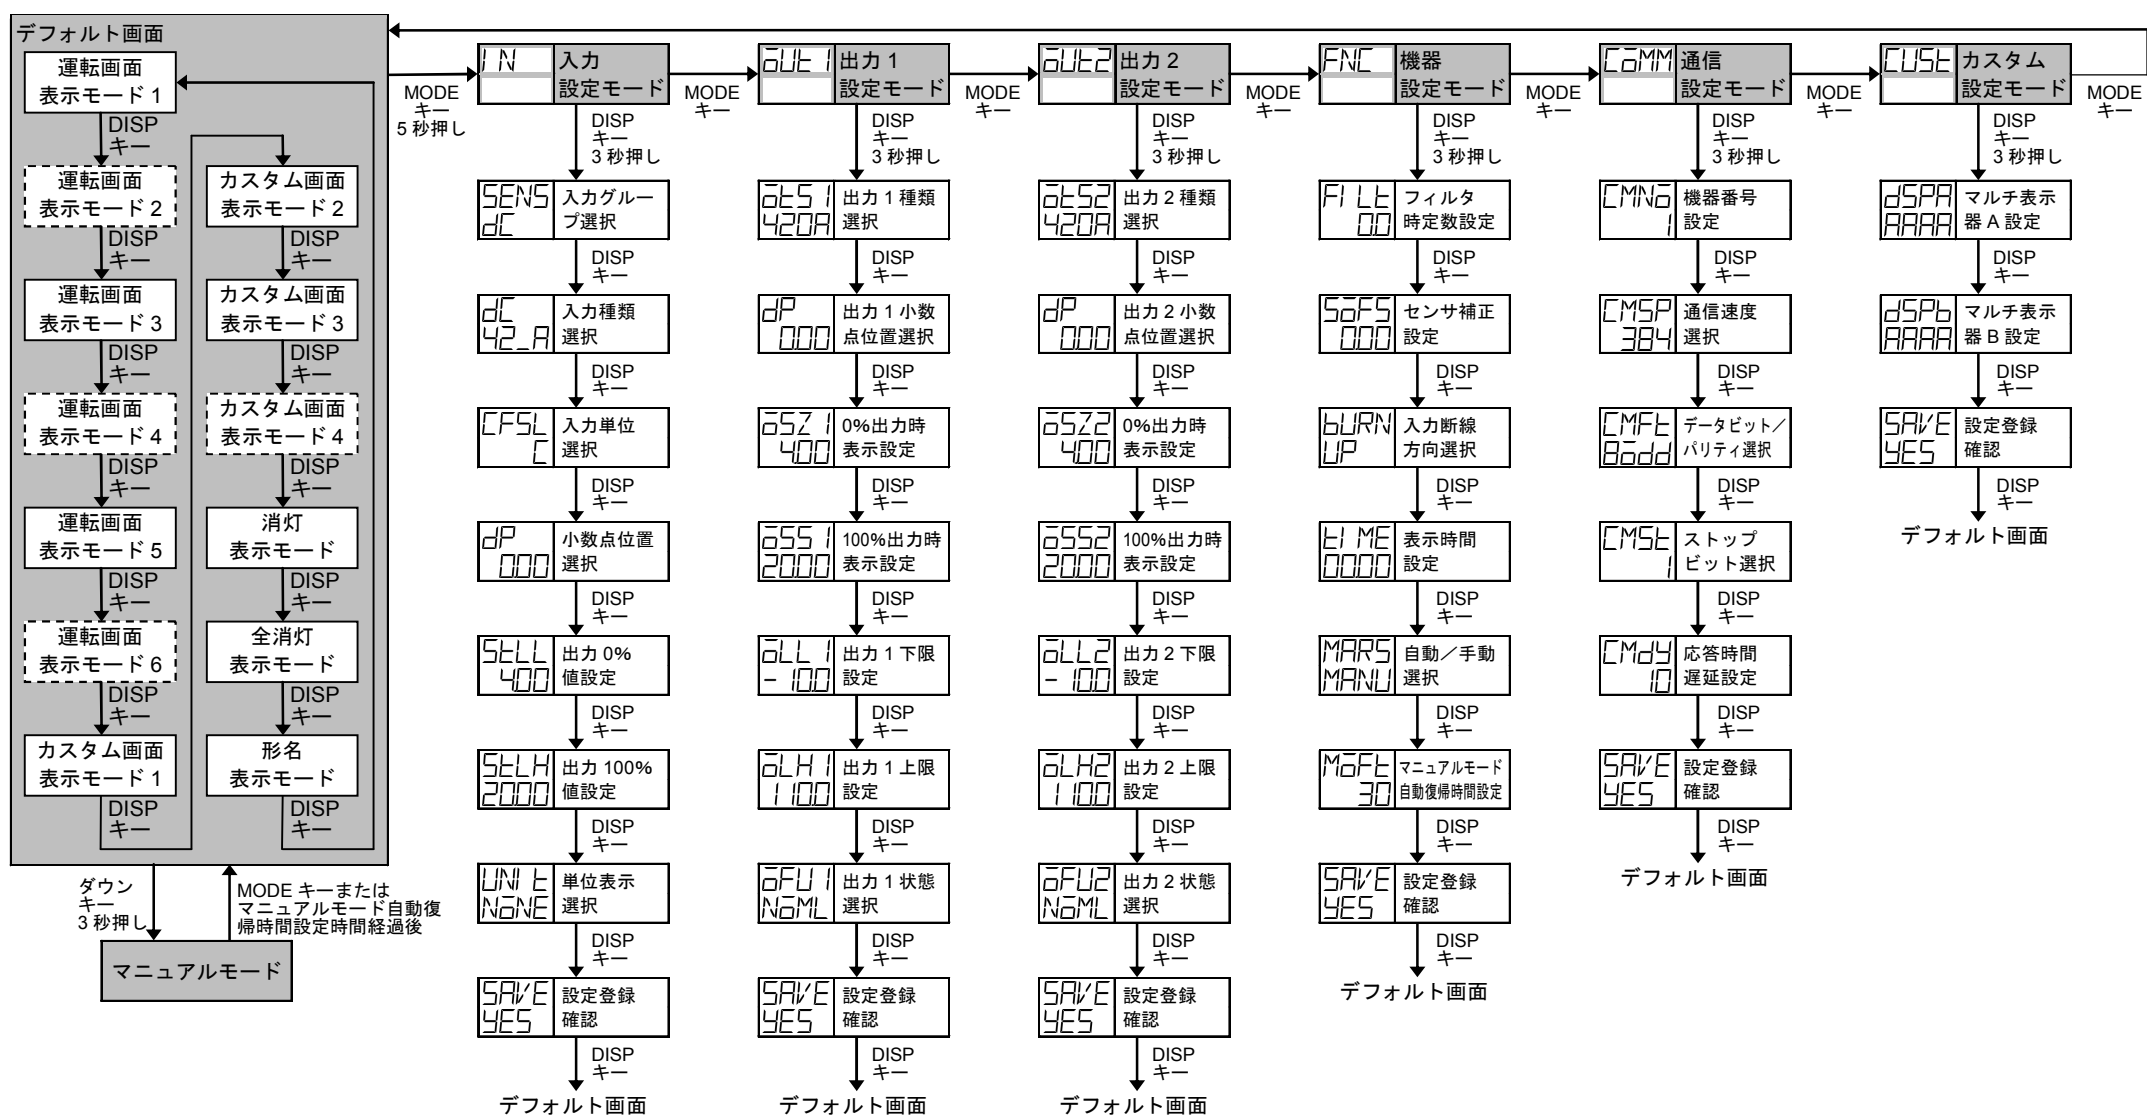 デフォルト画面
運転画面
表示モード 1
DISP
キー
運転画面
表示モード 2
DISP
キー
運転画面
表示モード 3
DISP
キー
運転画面
表示モード 4
DISP
キー
運転画面
表示モード 5
DISP
キー
運転画面
表示モード 6
DISP
キー
カスタム画面
表示モード 1
DISP
キー
カスタム画面
表示モード 2
DISP
キー
カスタム画面
表示モード 3
DISP
キー
カスタム画面
表示モード 4
DISP
キー
消灯
表示モード
DISP
キー
全消灯
表示モード
DISP
キー
形名
表示モード
DISP
キー
ダウン
キー
3 秒押し
MODE キーまたは
マニュアルモード自動復
帰時間設定時間経過後
マニュアルモード
MODE
キー
5 秒押し
IN
入力
設定モード
DISP
キー
3 秒押し
SENS
dC
入力グルー
プ選択
DISP
キー
dC
42_A
入力種類
選択
DISP
キー
CFSL
C
入力単位
選択
DISP
キー
dP
0.00
小数点位置
選択
DISP
キー
StLL
4.00
出力 0%
値設定
DISP
キー
StLH
20.00
出力 100%
値設定
DISP
キー
UNIt
NoNE
単位表示
選択
DISP
キー
SAVE
YES
設定登録
確認
DISP
キー
デフォルト画面
MODE
キー
oUt1
出力 1
設定モード
DISP
キー
3 秒押し
otS1
420A
出力 1 種類
選択
DISP
キー
dP
0.00
出力 1 小数
点位置選択
DISP
キー
oSZ1
4.00
0%出力時
表示設定
DISP
キー
oSS1
20.00
100%出力時
表示設定
DISP
キー
oLL1
-10.0
出力 1 下限
設定
DISP
キー
oLH1
110.0
出力 1 上限
設定
DISP
キー
oFU1
NoML
出力 1 状態
選択
DISP
キー
SAVE
YES
設定登録
確認
DISP
キー
デフォルト画面
MODE
キー
oUt2
出力 2
設定モード
DISP
キー
3 秒押し
otS2
420A
出力 2 種類
選択
DISP
キー
dP
0.00
出力 2 小数
点位置選択
DISP
キー
oSZ2
4.00
0%出力時
表示設定
DISP
キー
oSS2
20.00
100%出力時
表示設定
DISP
キー
oLL2
-10.0
出力 2 下限
設定
DISP
キー
oLH2
110.0
出力 2 上限
設定
DISP
キー
oFU2
NoML
出力 2 状態
選択
DISP
キー
SAVE
YES
設定登録
確認
DISP
キー
デフォルト画面
MODE
キー
FNC
機器
設定モード
DISP
キー
3 秒押し
FILt
0.0
フィルタ
時定数設定
DISP
キー
SoFS
0.00
センサ補正
設定
DISP
キー
bURN
UP
入力断線
方向選択
DISP
キー
tIME
00.00
表示時間
設定
DISP
キー
MARS
MANU
自動／手動
選択
DISP
キー
MoFt
30
マニュアルモード
自動復帰時間設定
DISP
キー
SAVE
YES
設定登録
確認
DISP
キー
デフォルト画面
MODE
キー
CoMM
通信
設定モード
DISP
キー
3 秒押し
CMNo
1
機器番号
設定
DISP
キー
CMSP
384
通信速度
選択
DISP
キー
CMFt
8odd
データビット／
パリティ選択
DISP
キー
CMSt
1
ストップ
ビット選択
DISP
キー
CMdY
10
応答時間
遅延設定
DISP
キー
SAVE
YES
設定登録
確認
DISP
キー
デフォルト画面
MODE
キー
CUSt
カスタム
設定モード
DISP
キー
3 秒押し
dSPA
AAAA
マルチ表示
器 A 設定
DISP
キー
dSPb
AAAA
マルチ表示
器 B 設定
DISP
キー
SAVE
YES
設定登録
確認
DISP
キー
デフォルト画面
MODE
キー